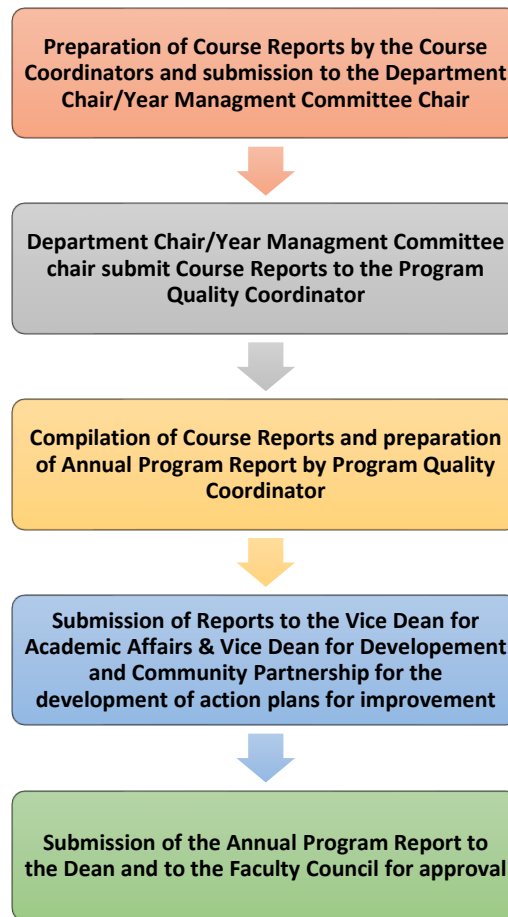 Preparation of Course Reports by the Course
Coordinators and submission to the Department
Chair/Year Managment Committee Chair
Department Chair/Year Managment Committee
chair submit Course Reports to the Program
Quality Coordinator
Compilation of Course Reports and preparation
of Annual Program Report by Program Quality
Coordinator
Submission of Reports to the Vice Dean for
Academic Affairs & Vice Dean for Developement
and Community Partnership for the
development of action plans for improvement
Submission of the Annual Program Report to
the Dean and to the Faculty Council for approval